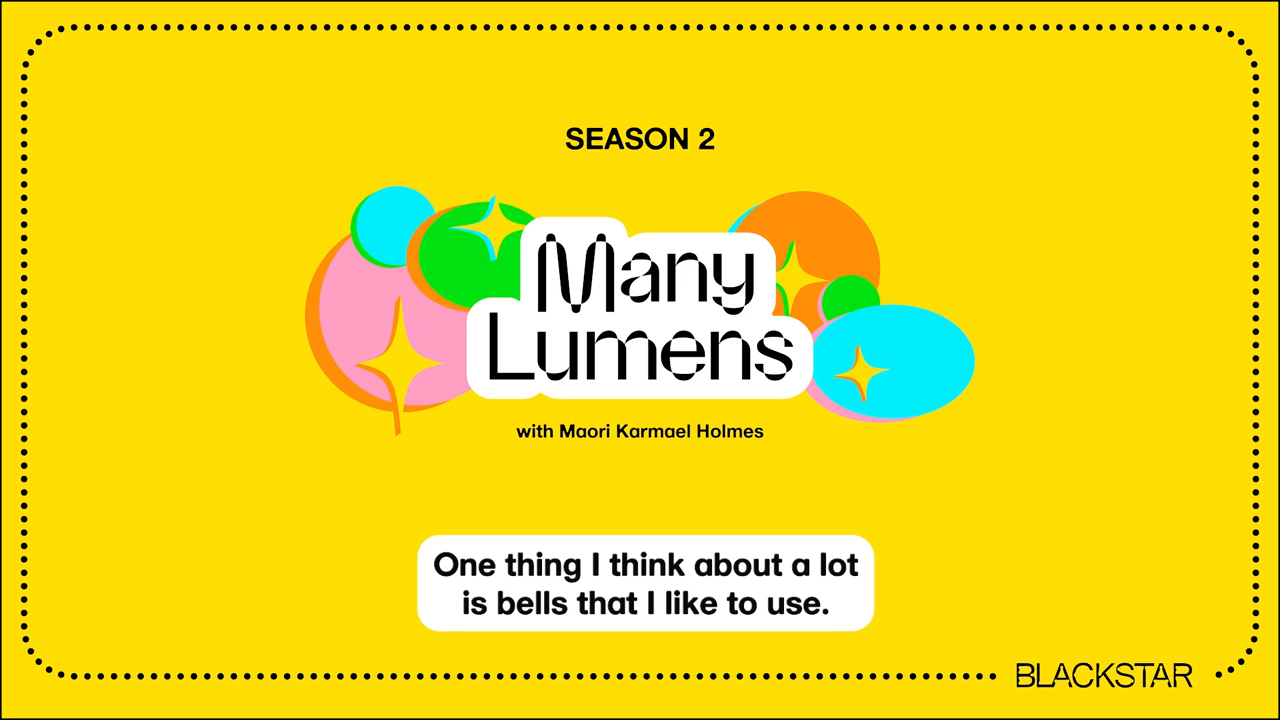 SEASON 2
Many
Lumens
with Maori Karmael Holmes
One thing I think about a lot
is bells that I like to use.
BLACKSTAR